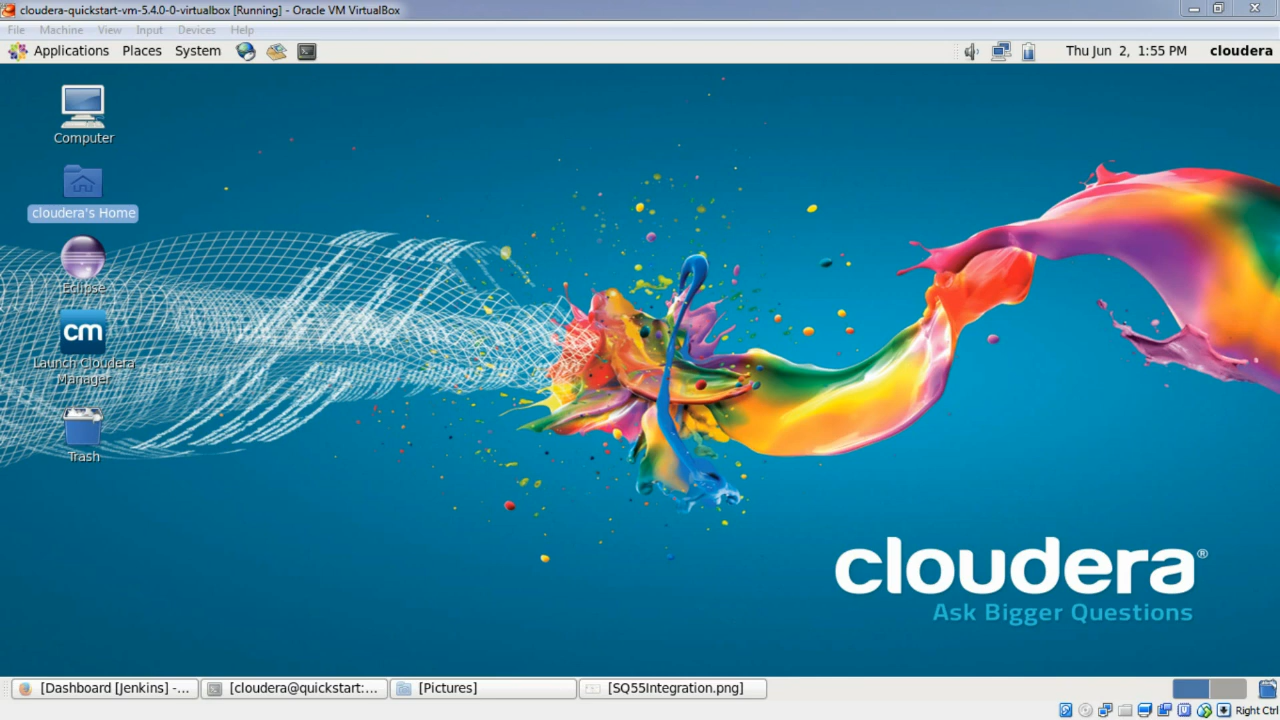 cloudera-quickstart-vm-5.4.0-0-virtualbox [Running] - Oracle VM VirtualBox
File Machine View Input Devices Help
Applications Places System Thu Jun 2, 1:55 PM cloudera
Computer
cloudera's Home
Eclipse
cm
Launch Cloudera
Manager
Trash
cloudera®
Ask Bigger Questions
[Dashboard [Jenkins] -... [cloudera@quickstart:... [Pictures] [SQ55Integration.png]
Right Ctrl